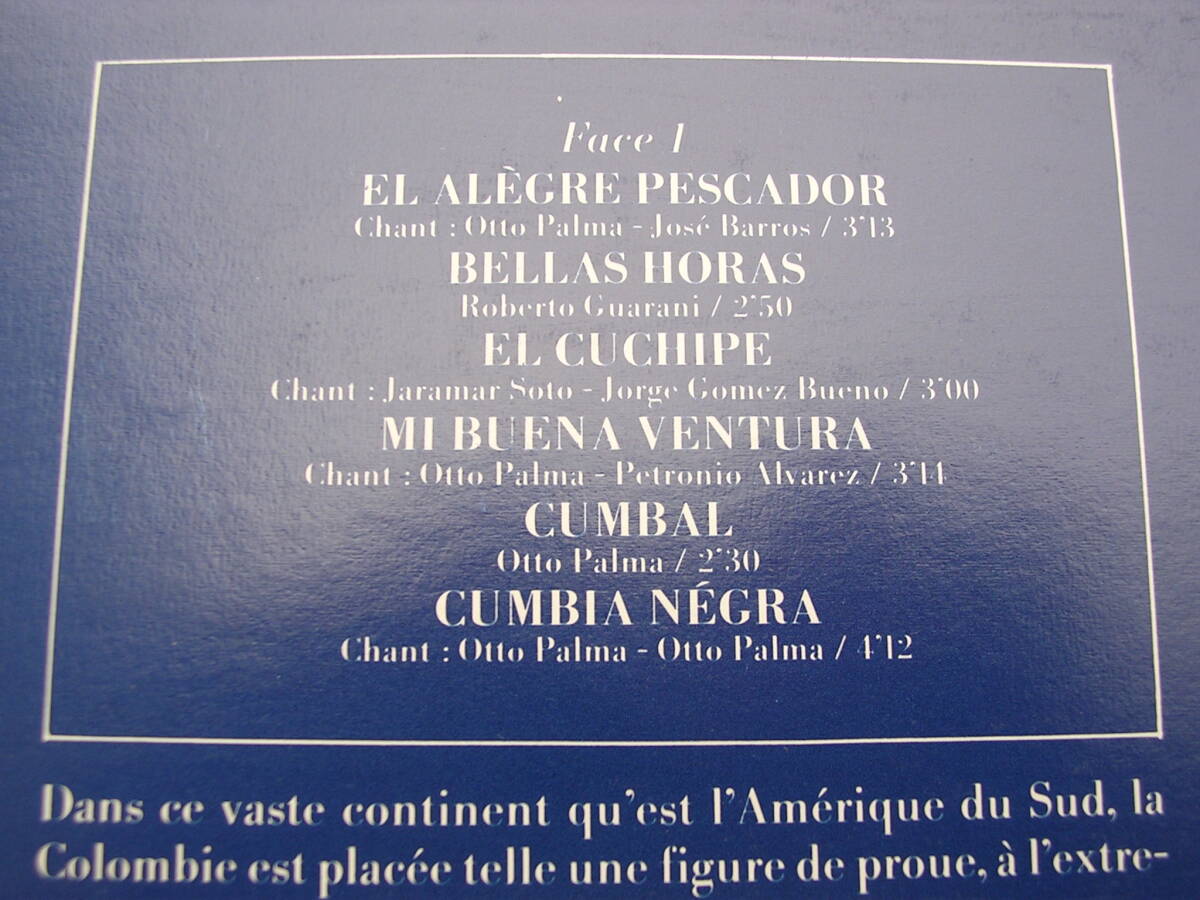 Face 1
EL ALÈGRE PESCADOR
Chant : Otto Palma - José Barros / 3'13
BELLAS HORAS
Roberto Guarani / 2'50
EL CUCHIPE
Chant : Jaramar Soto - Jorge Gomez Bueno / 3'00
MI BUENA VENTURA
Chant : Otto Palma - Petronio Alvarez / 3'14
CUMBAL
Otto Palma / 2'30
CUMBIA NÉGRA
Chant : Otto Palma - Otto Palma / 4'12
Dans ce vaste continent qu'est l'Amérique du Sud, la
Colombie est placée telle une figure de proue, à l'extre-